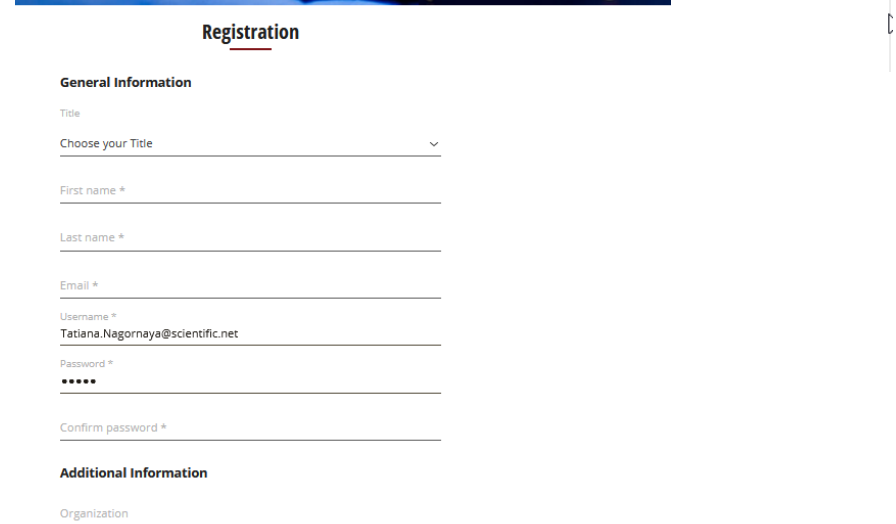 Registration
General Information
Title
Choose your Title
First name *
Last name *
Email *
Username *
Tatiana.Nagornaya@scientific.net
Password *
•••••
Confirm password *
Additional Information
Organization